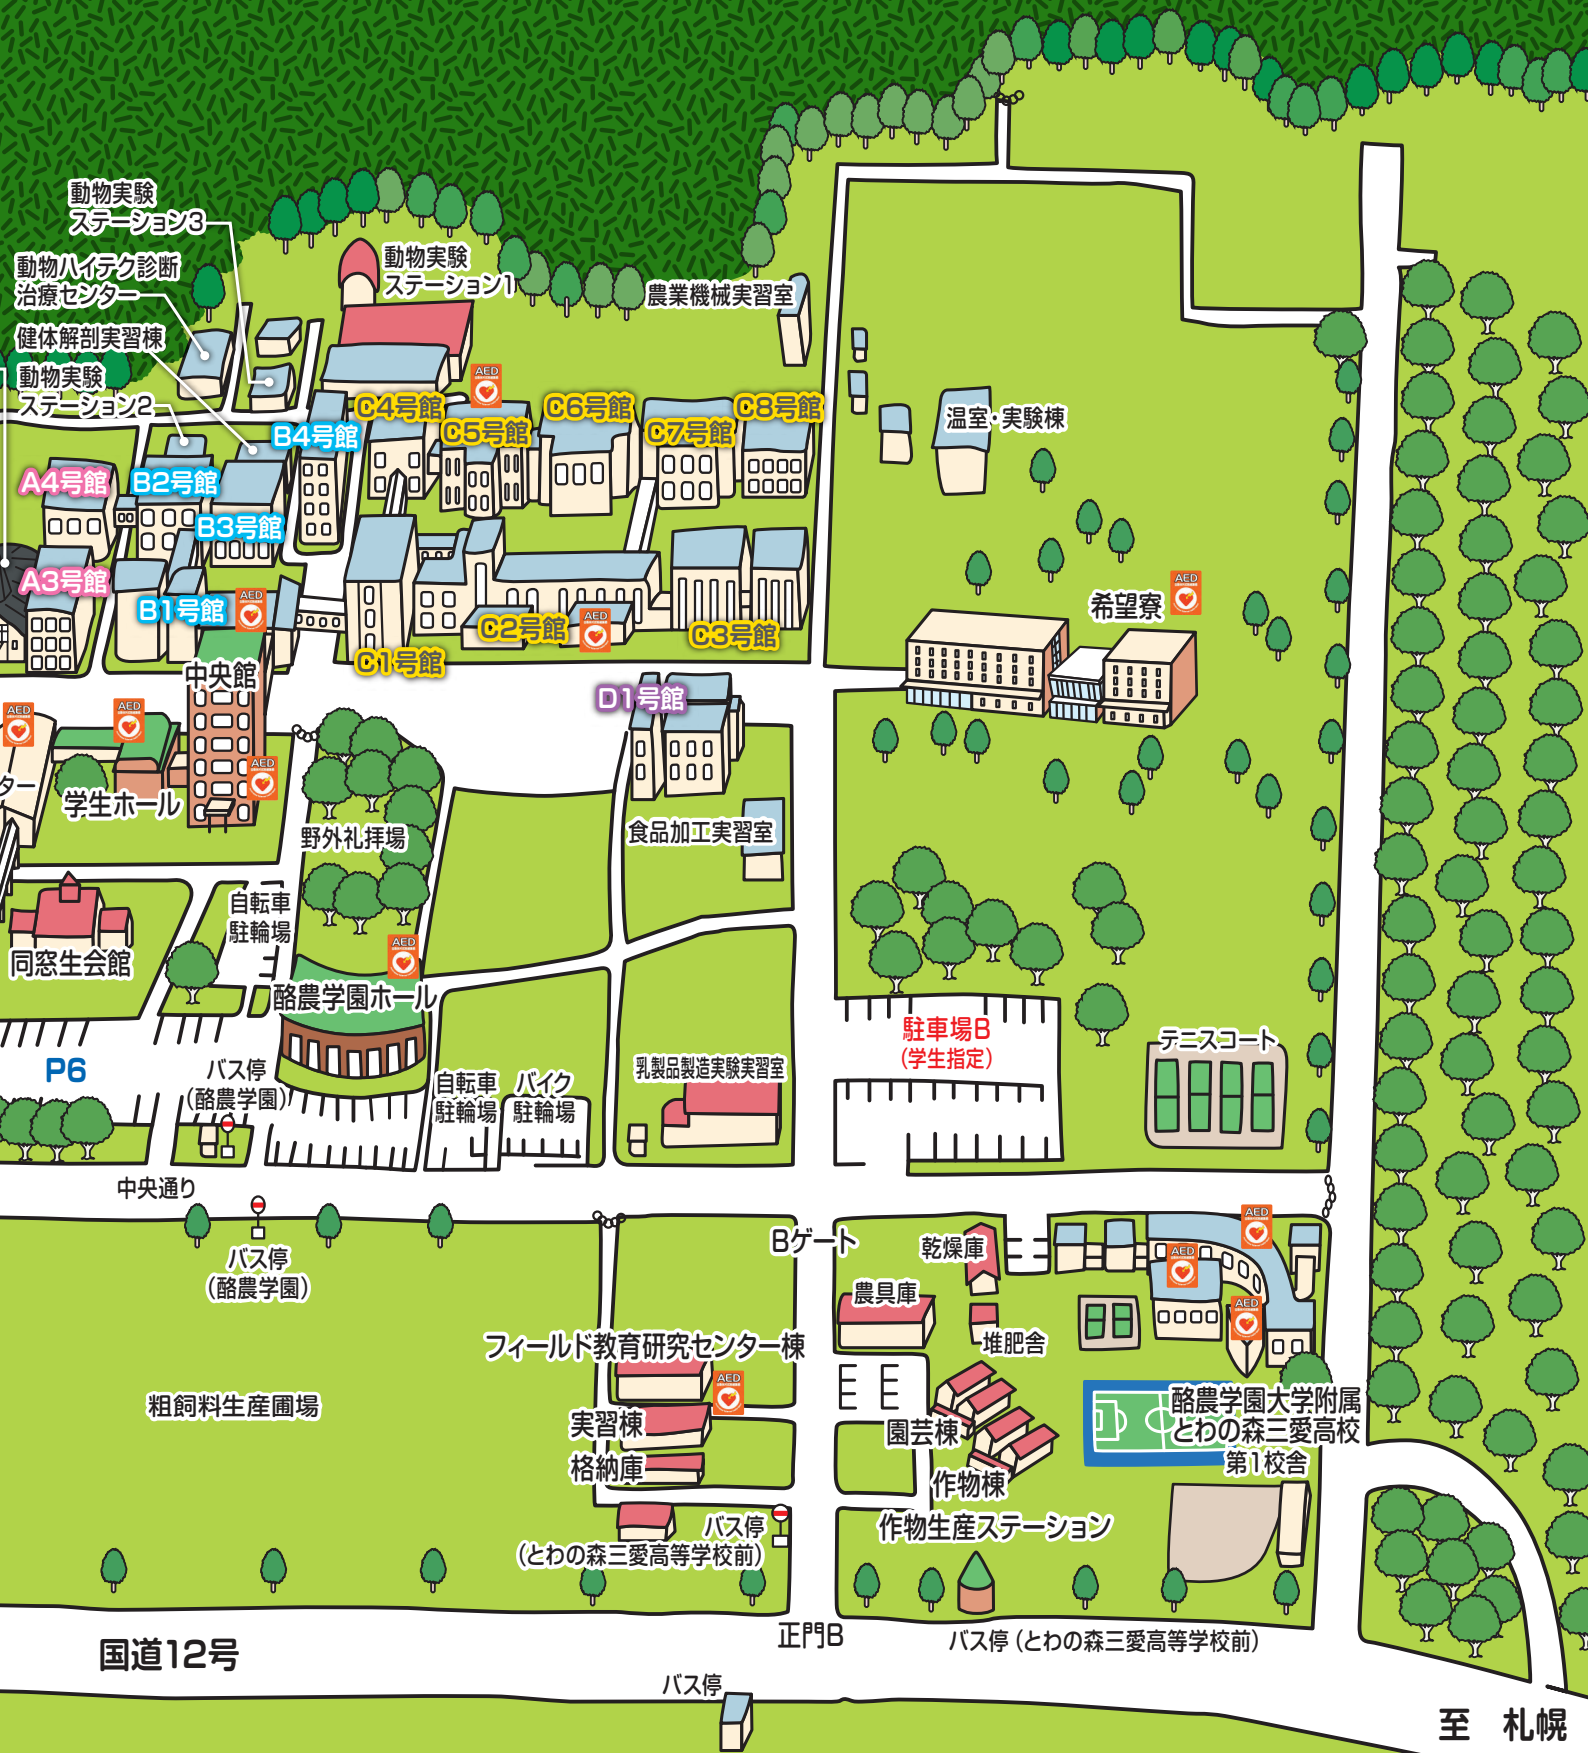 動物実験
ステーション3
動物ハイテク診断
治療センター
健体解剖実習棟
動物実験
ステーション2
動物実験
ステーション1
農業機械実習室
AED
C4号館
C5号館
C6号館
C7号館
C8号館
温室・実験棟
B4号館
A4号館
B2号館
B3号館
A3号館
B1号館
AED
C1号館
C2号館
AED
C3号館
希望寮
AED
中央館
D1号館
AED
AED
AED
ター
学生ホール
野外礼拝場
食品加工実習室
自転車
駐輪場
同窓生会館
AED
酪農学園ホール
駐車場B
(学生指定)
テニスコート
P6
バス停
(酪農学園)
自転車
駐輪場
バイク
駐輪場
乳製品製造実験実習室
中央通り
バス停
(酪農学園)
Bゲート
乾燥庫
AED
AED
農具庫
AED
堆肥舎
フィールド教育研究センター棟
AED
粗飼料生産圃場
実習棟
園芸棟
酪農学園大学附属
とわの森三愛高校
第1校舎
格納庫
作物棟
バス停
(とわの森三愛高等学校前)
作物生産ステーション
正門B
バス停(とわの森三愛高等学校前)
国道12号
バス停
至 札幌